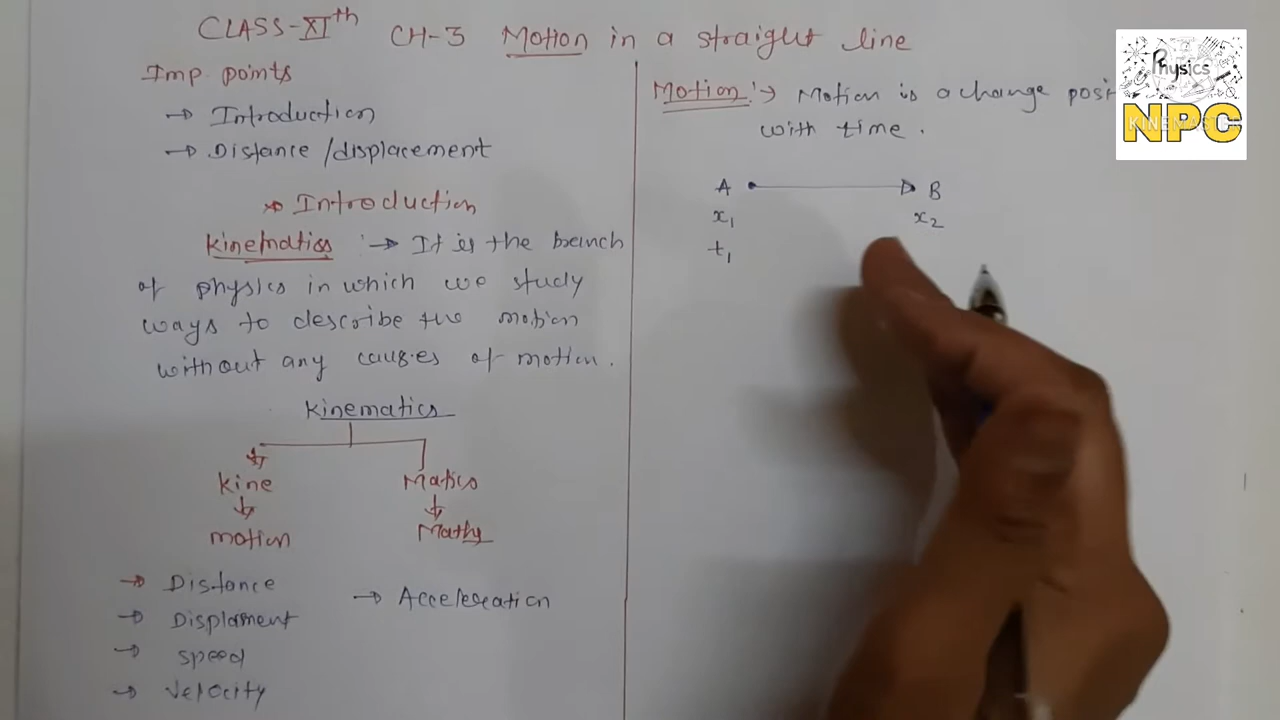 CLASS-XIth CH-3 Motion in a straight line
Imp points
→ Introduction
→ Distance /displacement
Introduction
Kinematics :→ It is the branch
of physics in which we study
ways to describe the motion
without any causes of motion.
Kinematics
Kine Matics
motion Maths
→ Distance
→ Displament
→ speed
→ Velocity
→ Acceleration
Motion :→ Motion is a change posi
with time.
A B
x1 x2
t1
Physics
NPC
KINEMASTER